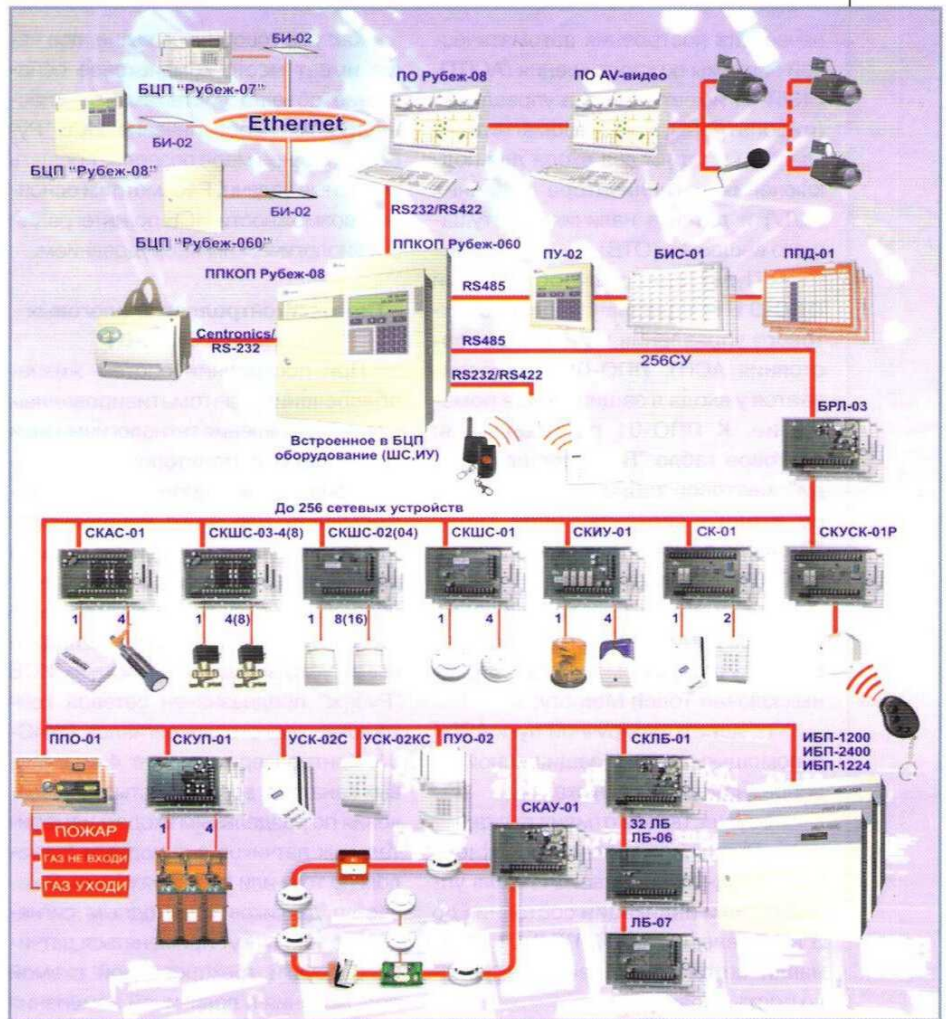 БИ-02
БЦП "Рубеж-07"
ПО Рубеж-08
ПО AV-видео
Ethernet
БИ-02
БЦП "Рубеж-08"
БИ-02
БЦП "Рубеж-060"
RS232/RS422
ППКОП Рубеж-060
ППКОП Рубеж-08
ПУ-02
БИС-01
ППД-01
RS485
Centronics/
RS-232
RS485
256СУ
RS232/RS422
БРЛ-03
Встроенное в БЦП
оборудование (ШС,ИУ)
До 256 сетевых устройств
СКАС-01
СКШС-03-4(8)
СКШС-02(04)
СКШС-01
СКИУ-01
СК-01
СКУСК-01Р
1 4
1 4(8)
1 8(16)
1 4
1 4
1 2
ППО-01
СКУП-01
УСК-02С
УСК-02КС
ПУО-02
СКЛБ-01
ИБП-1200
ИБП-2400
ИБП-1224
СКАУ-01
ПОЖАР
ГАЗ НЕ ВХОДИ
ГАЗ УХОДИ
1 4
32 ЛБ
ЛБ-06
ЛБ-07